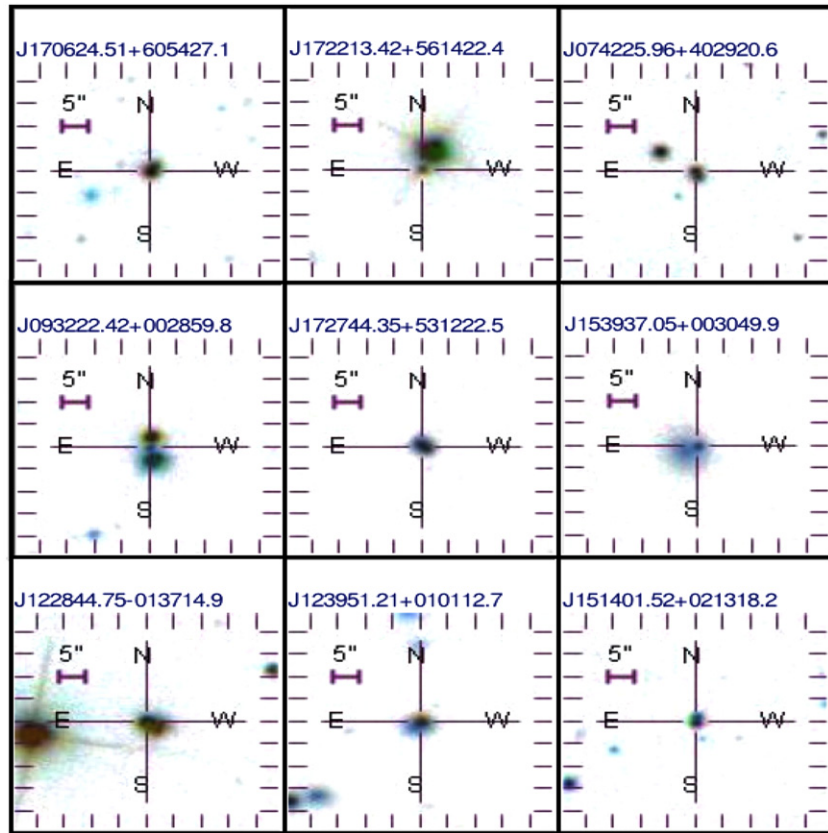 J170624.51+605427.1
5"
N
E
W
S
J172213.42+561422.4
5"
N
E
W
S
J074225.96+402920.6
5"
N
E
W
S
J093222.42+002859.8
5"
N
E
W
S
J172744.35+531222.5
5"
N
E
W
S
J153937.05+003049.9
5"
N
E
W
S
J122844.75-013714.9
5"
N
E
W
S
J123951.21+010112.7
5"
N
E
W
S
J151401.52+021318.2
5"
N
E
W
S